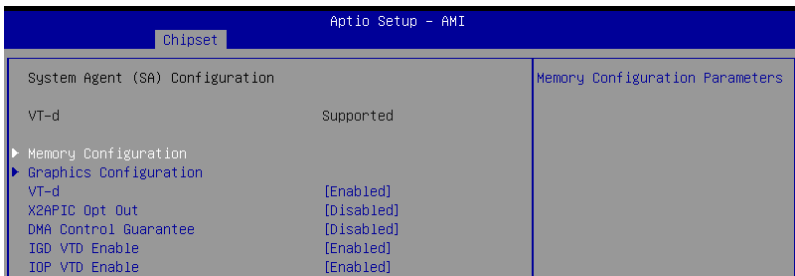 Aptio Setup – AMI
Chipset
System Agent (SA) Configuration Memory Configuration Parameters
VT-d Supported
Memory Configuration
Graphics Configuration
VT-d [Enabled]
X2APIC Opt Out [Disabled]
DMA Control Guarantee [Disabled]
IGD VTD Enable [Enabled]
IOP VTD Enable [Enabled]